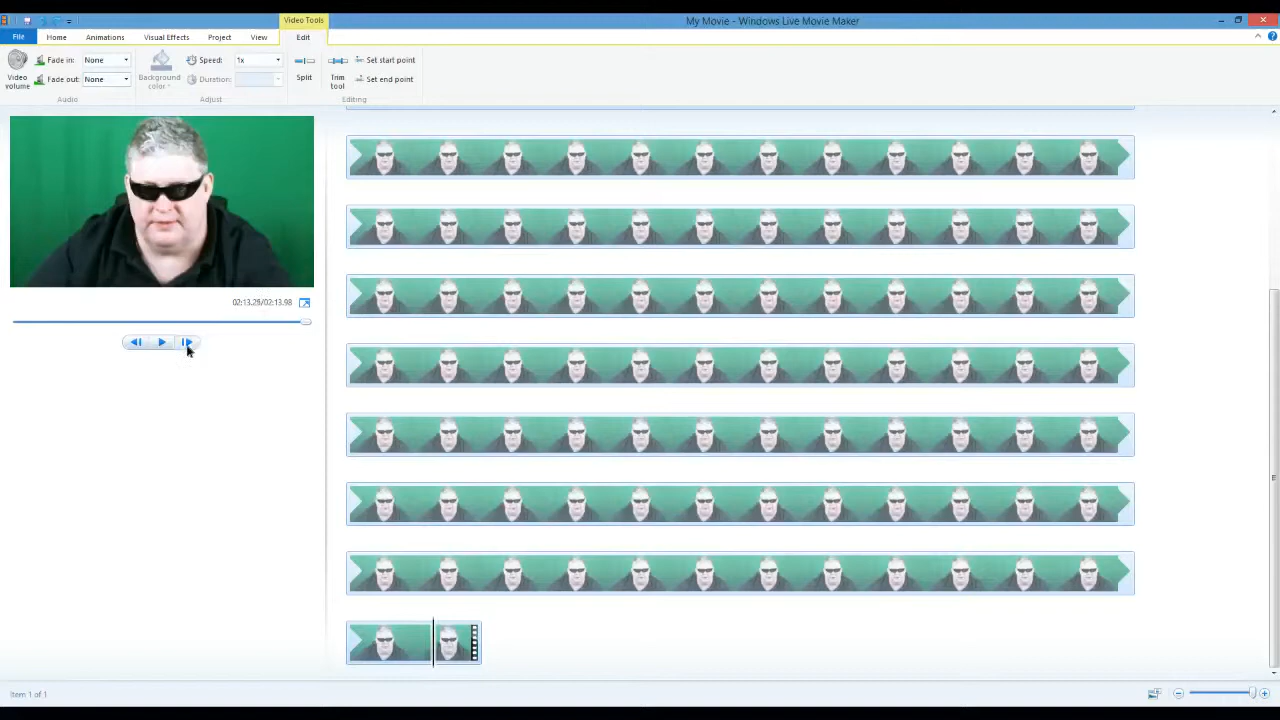 Video Tools
My Movie - Windows Live Movie Maker
File Home Animations Visual Effects Project View Edit
Video volume
Fade in: None
Fade out: None
Audio
Background color
Speed: 1x
Duration:
Adjust
Split
Trim tool
Set start point
Set end point
Editing
02:13.29/02:13.98
Item 1 of 1